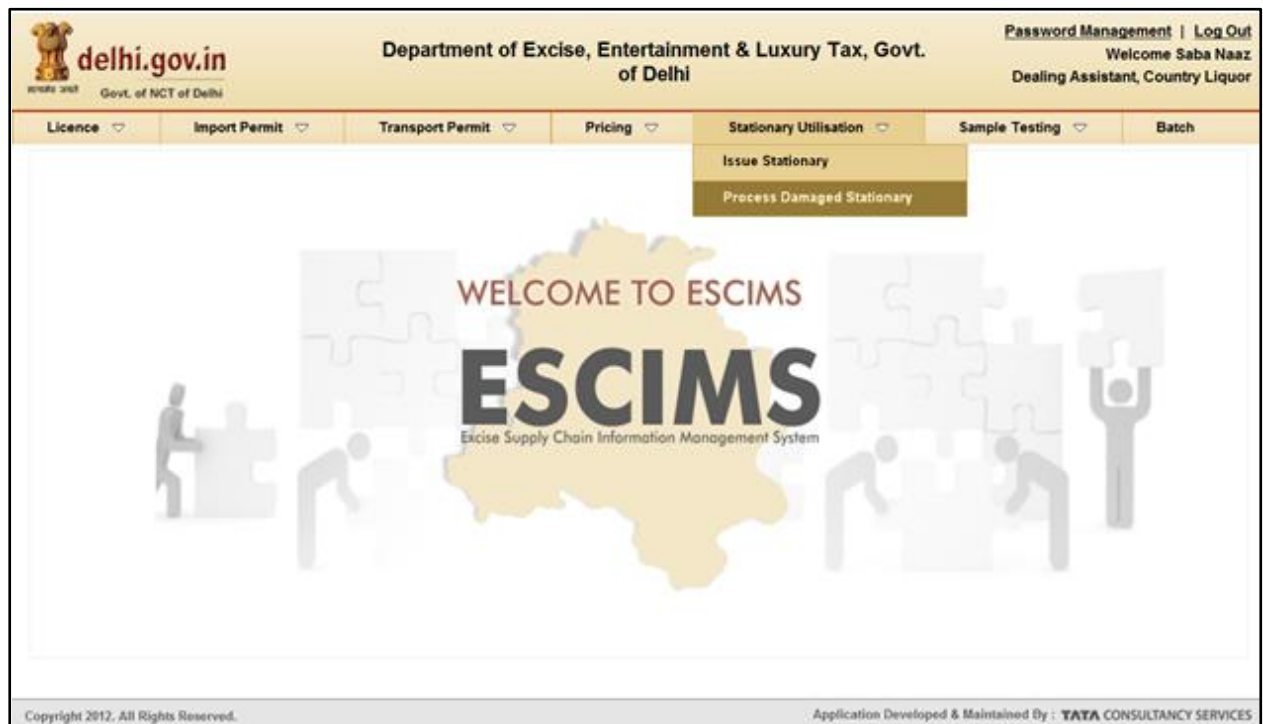 delhi.gov.in
Govt. of NCT of Delhi
Department of Excise, Entertainment & Luxury Tax, Govt.
of Delhi
Password Management | Log Out
Welcome Saba Naaz
Dealing Assistant, Country Liquor
Licence Import Permit Transport Permit Pricing Stationary Utilisation Sample Testing Batch
Issue Stationary
Process Damaged Stationary
WELCOME TO ESCIMS
ESCIMS
Excise Supply Chain Information Management System
Copyright 2012. All Rights Reserved.
Application Developed & Maintained By : TATA CONSULTANCY SERVICES